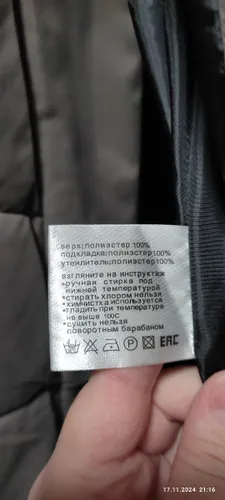 верх:полиэстер 100%
подкладка:полиэстер100%
утеплитель:полиэстер100%
взгляните на инструктаж
•ручная стирка под
нижней температурой
•стирать хлором нельзя
•химчистка используется
•гладить при температуре
не выше 100С
•сушить нельзя
поворотным барабаном
P
EAC
17.11.2024 21:16